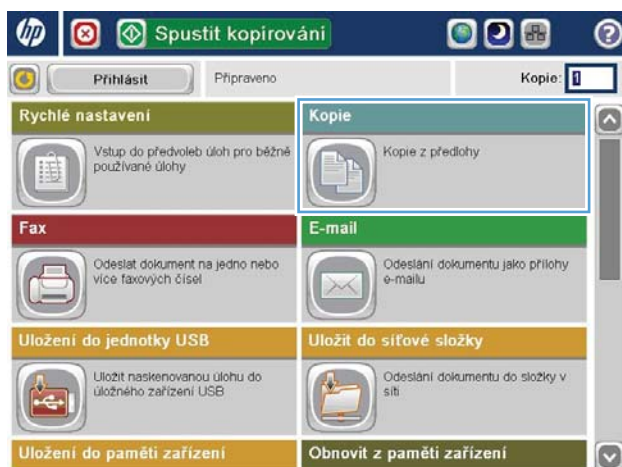 hp
Spustit kopírování
?
Přihlásit
Připraveno
Kopie: 1
Rychlé nastavení
Vstup do předvoleb úloh pro běžně
používané úlohy
Kopie
Kopie z předlohy
Fax
Odeslat dokument na jedno nebo
více faxových čísel
E-mail
Odeslání dokumentu jako přílohy
e-mailu
Uložení do jednotky USB
Uložit naskenovanou úlohu do
úložného zařízení USB
Uložit do síťové složky
Odeslání dokumentu do složky v
síti
Uložení do paměti zařízení
Obnovit z paměti zařízení